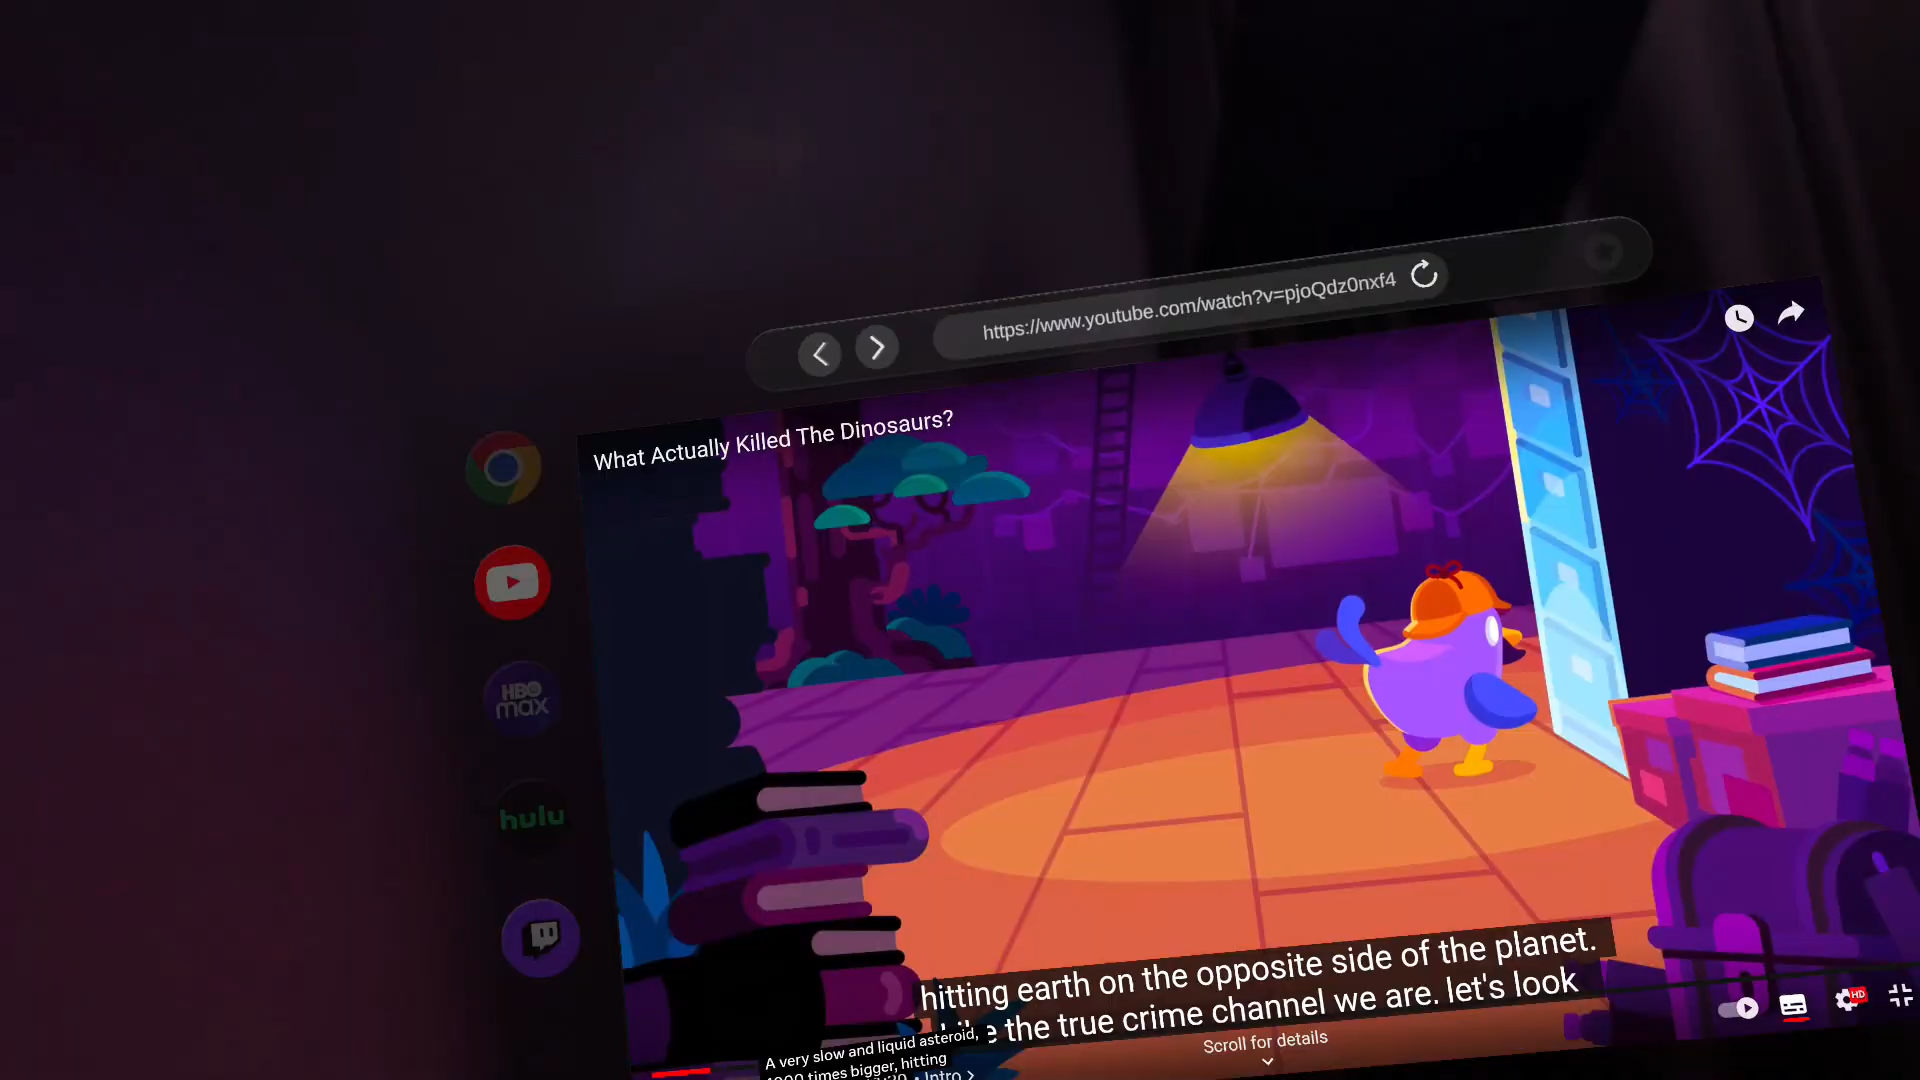 https://www.youtube.com/watch?v=pjoQdz0nxf4
What Actually Killed The Dinosaurs?
HBO
max
hulu
hitting earth on the opposite side of the planet.
the true crime channel we are. let's look
A very slow and liquid asteroid,
times bigger, hitting
• Intro
Scroll for details
HD